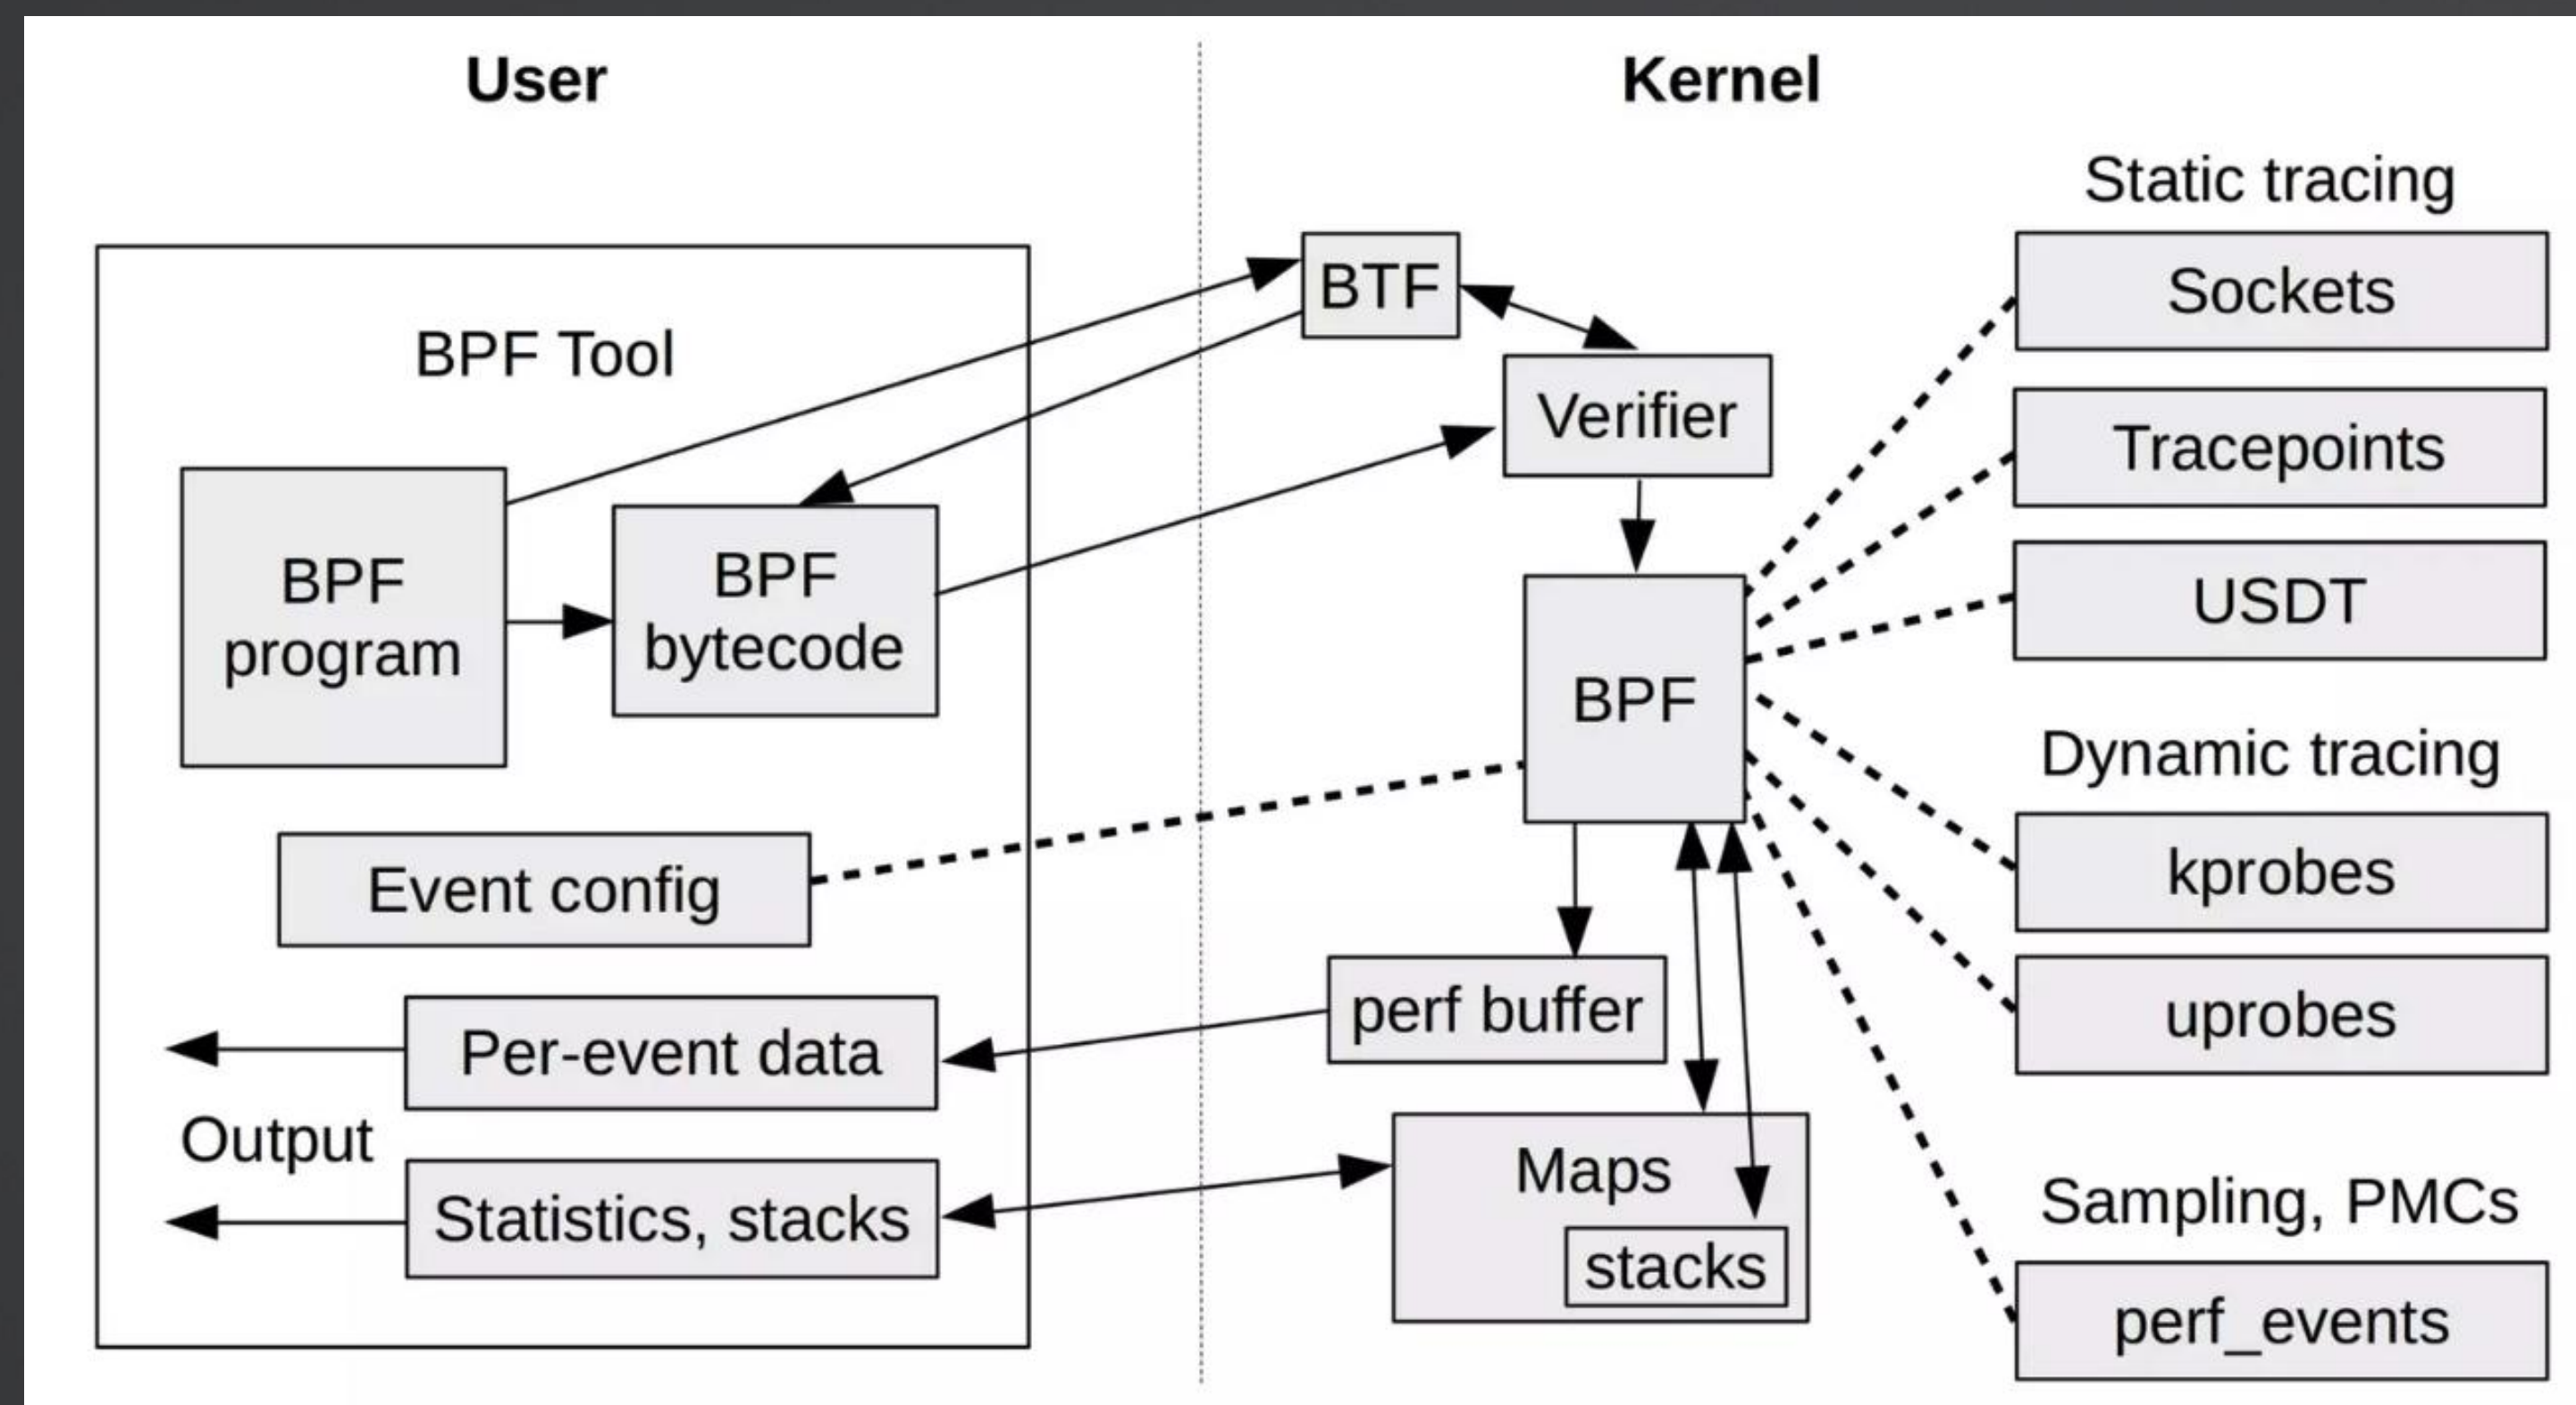 User
Kernel
BPF Tool
BPF
program
BPF
bytecode
Event config
Per-event data
Output
Statistics, stacks
BTF
Verifier
BPF
perf buffer
Maps
stacks
Static tracing
Sockets
Tracepoints
USDT
Dynamic tracing
kprobes
uprobes
Sampling, PMCs
perf_events